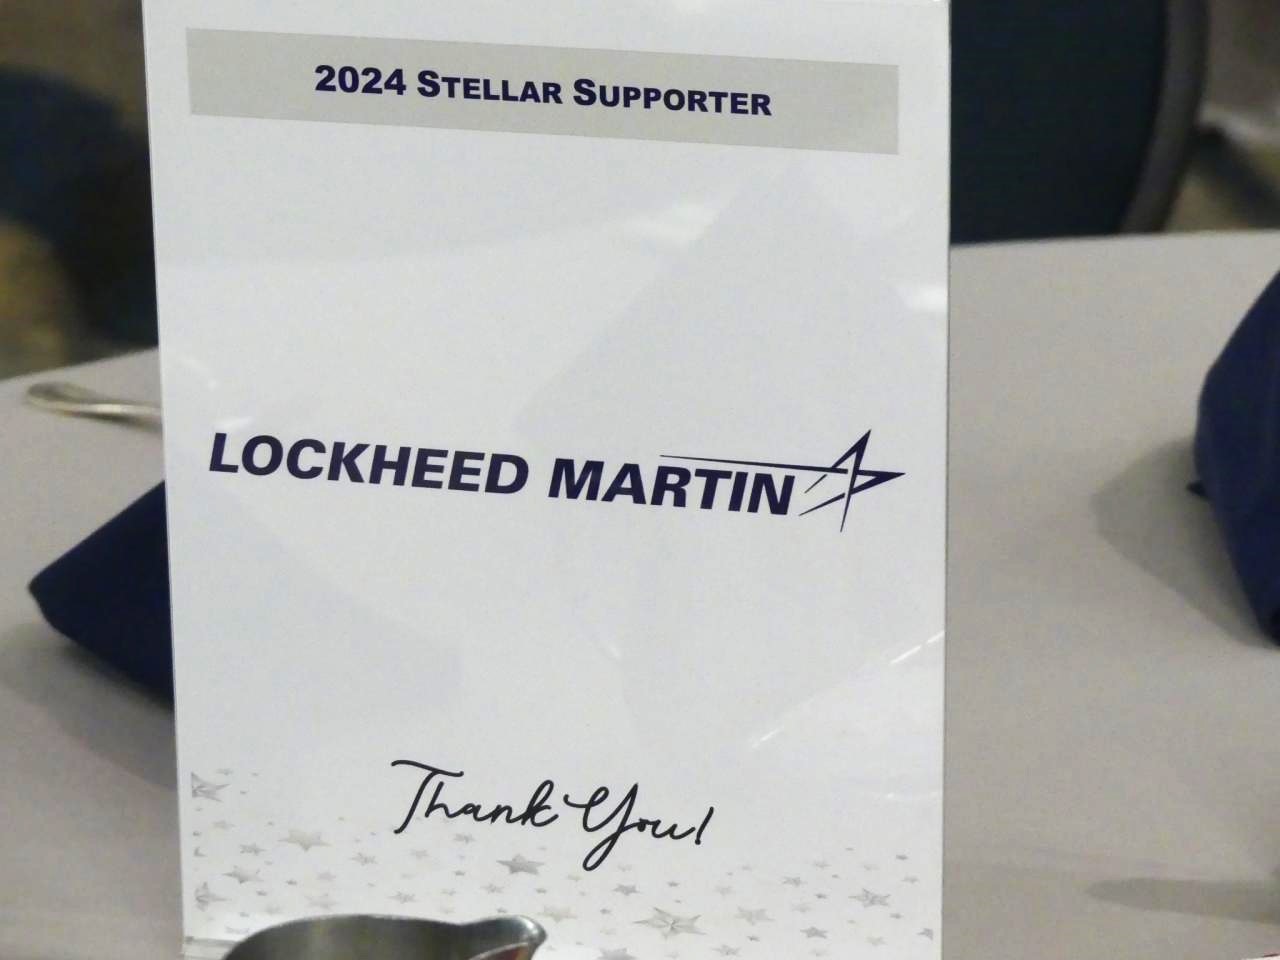 2024 STELLAR SUPPORTER
LOCKHEED MARTIN
Thank You!